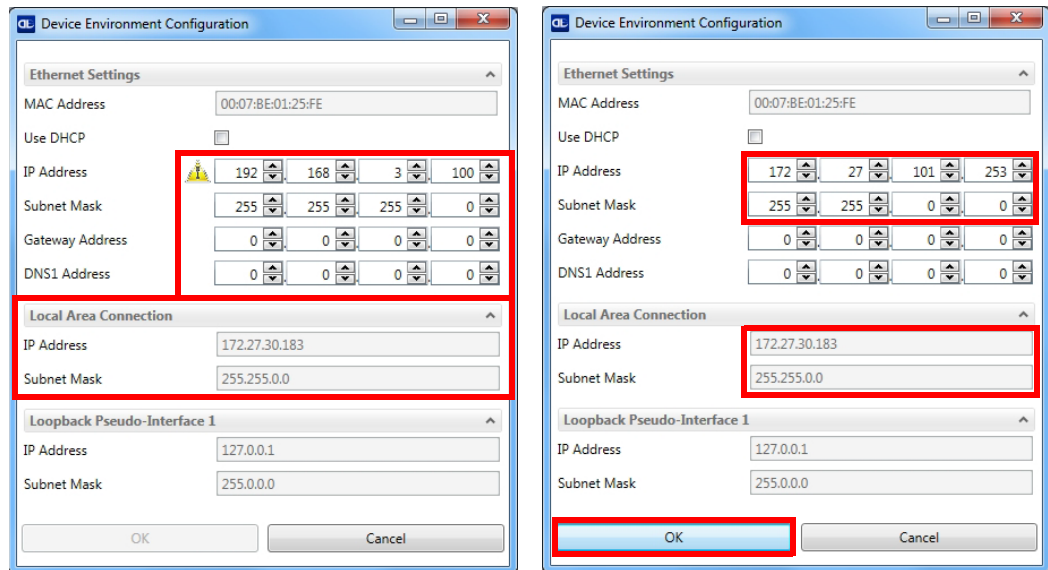 Device Environment Configuration
Ethernet Settings
MAC Address 00:07:BE:01:25:FE
Use DHCP
IP Address 192 . 168 . 3 . 100
Subnet Mask 255 . 255 . 255 . 0
Gateway Address 0 . 0 . 0 . 0
DNS1 Address 0 . 0 . 0 . 0
Local Area Connection
IP Address 172.27.30.183
Subnet Mask 255.255.0.0
Loopback Pseudo-Interface 1
IP Address 127.0.0.1
Subnet Mask 255.0.0.0
OK Cancel
Device Environment Configuration
Ethernet Settings
MAC Address 00:07:BE:01:25:FE
Use DHCP
IP Address 172 . 27 . 101 . 253
Subnet Mask 255 . 255 . 0 . 0
Gateway Address 0 . 0 . 0 . 0
DNS1 Address 0 . 0 . 0 . 0
Local Area Connection
IP Address 172.27.30.183
Subnet Mask 255.255.0.0
Loopback Pseudo-Interface 1
IP Address 127.0.0.1
Subnet Mask 255.0.0.0
OK Cancel